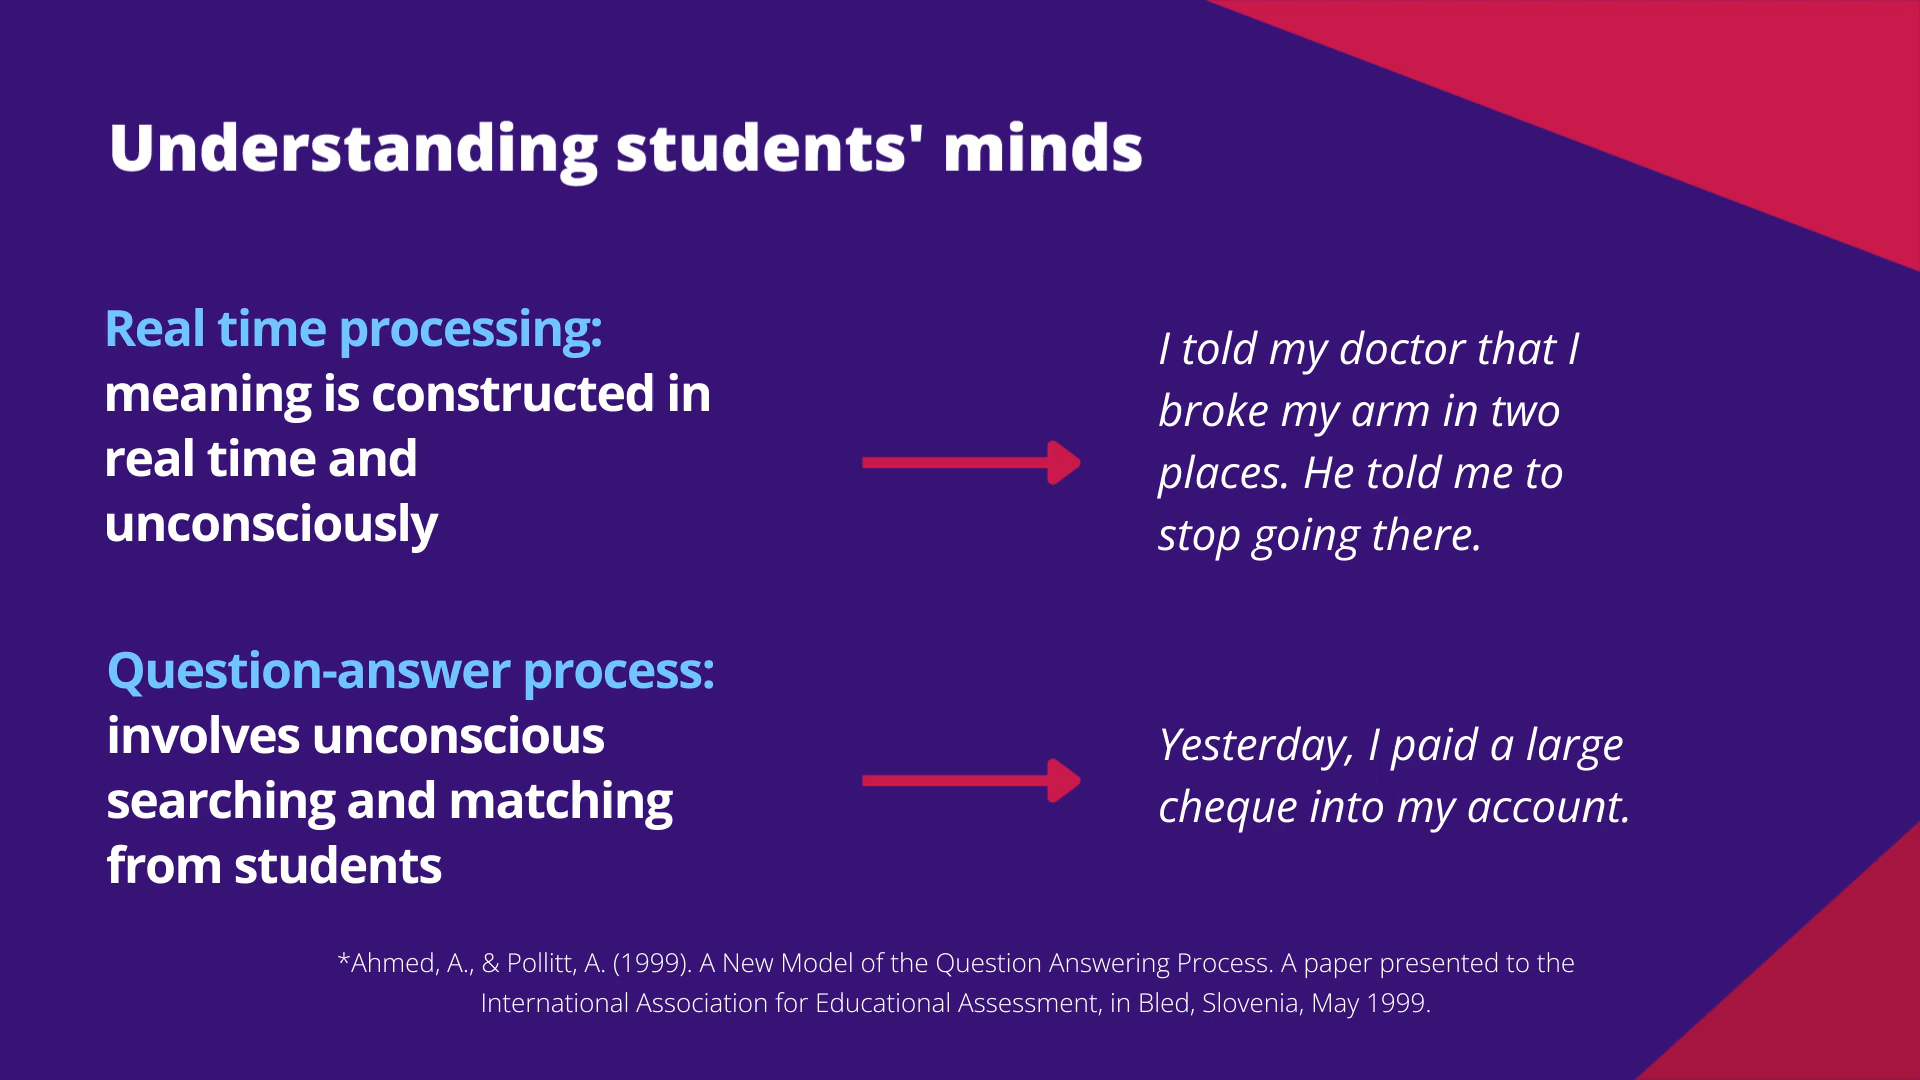 Understanding students' minds
Real time processing:
meaning is constructed in
real time and
unconsciously
I told my doctor that I
broke my arm in two
places. He told me to
stop going there.
Question-answer process:
involves unconscious
searching and matching
from students
Yesterday, I paid a large
cheque into my account.
*Ahmed, A., & Pollitt, A. (1999). A New Model of the Question Answering Process. A paper presented to the
International Association for Educational Assessment, in Bled, Slovenia, May 1999.